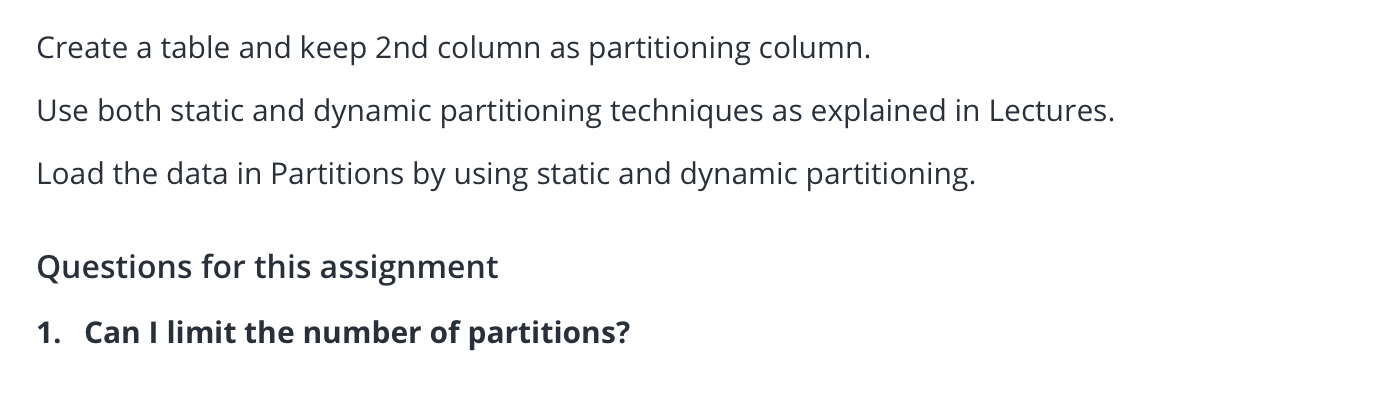 Create a table and keep 2nd column as partitioning column.
Use both static and dynamic partitioning techniques as explained in Lectures.
Load the data in Partitions by using static and dynamic partitioning.
Questions for this assignment
1. Can I limit the number of partitions?